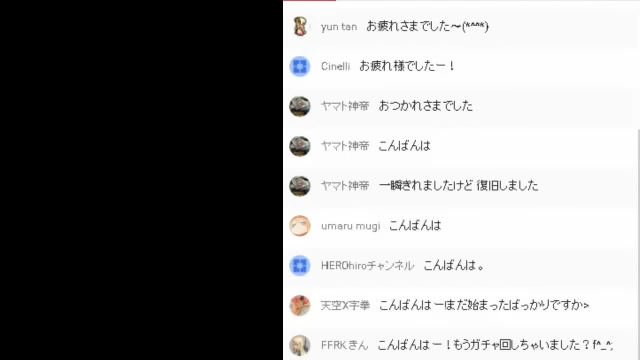 yun tan お疲れさまでした～(*^^*)
Cinelli お疲れ様でしたー！
ヤマト神帝 おつかれさまでした
ヤマト神帝 こんばんは
ヤマト神帝 一瞬きれましたけど 復旧しました
umaru mugi こんばんは
HEROhiroチャンネル こんばんは。
天空X字拳 こんばんはーまだ始まったばっかりですか>
FFRKきん こんばんはー！もうガチャ回しちゃいました？f^_^;